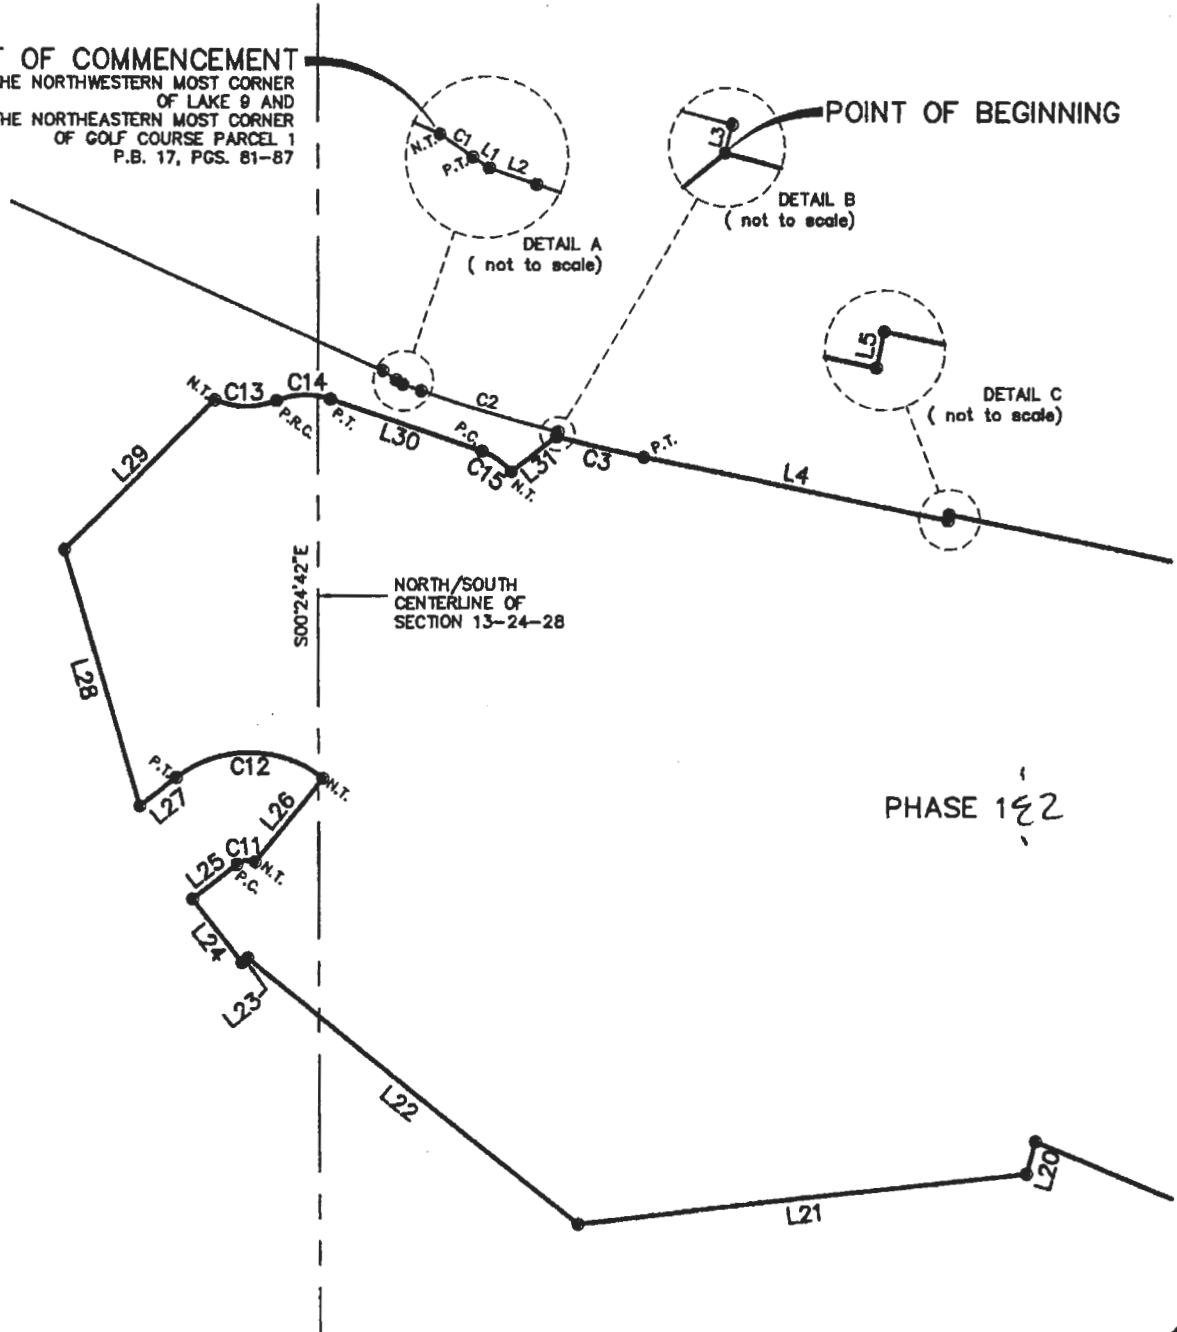 OF COMMENCEMENT
HE NORTHWESTERN MOST CORNER
OF LAKE 9 AND
HE NORTHEASTERN MOST CORNER
OF GOLF COURSE PARCEL 1
P.B. 17, PGS. 81-87
N.T.
C1
P.T.
L1
L2
DETAIL A
( not to scale)
L3
POINT OF BEGINNING
DETAIL B
( not to scale)
L5
DETAIL C
( not to scale)
N.T.
C13
P.R.C.
C14
P.T.
L30
C2
P.C.
C15
N.T.
L31
C3
P.T.
L4
L29
S00°24'42"E
NORTH/SOUTH
CENTERLINE OF
SECTION 13-24-28
L28
P.T.
C12
N.T.
L27
L26
PHASE 1 & 2
C11
N.T.
L25
P.C.
L24
L23
L22
L20
L21